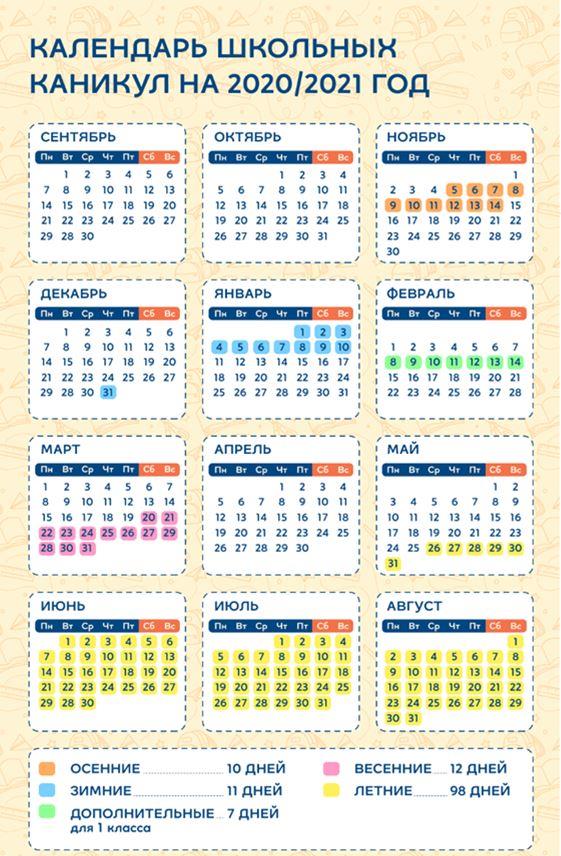 КАЛЕНДАРЬ ШКОЛЬНЫХ
КАНИКУЛ НА 2020/2021 ГОД
СЕНТЯБРЬ
Пн Вт Ср Чт Пт Сб Вс
1 2 3 4 5 6
7 8 9 10 11 12 13
14 15 16 17 18 19 20
21 22 23 24 25 26 27
28 29 30
ОКТЯБРЬ
Пн Вт Ср Чт Пт Сб Вс
1 2 3 4
5 6 7 8 9 10 11
12 13 14 15 16 17 18
19 20 21 22 23 24 25
26 27 28 29 30 31
НОЯБРЬ
Пн Вт Ср Чт Пт Сб Вс
1
2 3 4 5 6 7 8
9 10 11 12 13 14 15
16 17 18 19 20 21 22
23 24 25 26 27 28 29
30
ДЕКАБРЬ
Пн Вт Ср Чт Пт Сб Вс
1 2 3 4 5 6
7 8 9 10 11 12 13
14 15 16 17 18 19 20
21 22 23 24 25 26 27
28 29 30 31
ЯНВАРЬ
Пн Вт Ср Чт Пт Сб Вс
1 2 3
4 5 6 7 8 9 10
11 12 13 14 15 16 17
18 19 20 21 22 23 24
25 26 27 28 29 30 31
ФЕВРАЛЬ
Пн Вт Ср Чт Пт Сб Вс
1 2 3 4 5 6 7
8 9 10 11 12 13 14
15 16 17 18 19 20 21
22 23 24 25 26 27 28
МАРТ
Пн Вт Ср Чт Пт Сб Вс
1 2 3 4 5 6 7
8 9 10 11 12 13 14
15 16 17 18 19 20 21
22 23 24 25 26 27 28
28 30 31
АПРЕЛЬ
Пн Вт Ср Чт Пт Сб Вс
1 2 3 4
5 6 7 8 9 10 11
12 13 14 15 16 17 18
19 20 21 22 23 24 25
26 27 28 29 30
МАЙ
Пн Вт Ср Чт Пт Сб Вс
1 2
3 4 5 6 7 8 9
10 11 12 13 14 15 16
17 18 19 20 21 22 23
24 25 26 27 28 29 30
31
ИЮНЬ
Пн Вт Ср Чт Пт Сб Вс
1 2 3 4 5 6
7 8 9 10 11 12 13
14 15 16 17 18 19 20
21 22 23 24 25 26 27
28 29 30
ИЮЛЬ
Пн Вт Ср Чт Пт Сб Вс
1 2 3 4
5 6 7 8 9 10 11
12 13 14 15 16 17 18
19 20 21 22 23 24 25
26 27 28 29 30 31
АВГУСТ
Пн Вт Ср Чт Пт Сб Вс
1
2 3 4 5 6 7 8
9 10 11 12 13 14 15
16 17 18 19 20 21 22
23 24 25 26 27 28 29
30 31
ОСЕННИЕ 10 ДНЕЙ
ЗИМНИЕ 11 ДНЕЙ
ДОПОЛНИТЕЛЬНЫЕ 7 ДНЕЙ
для 1 класса
ВЕСЕННИЕ 12 ДНЕЙ
ЛЕТНИЕ 98 ДНЕЙ